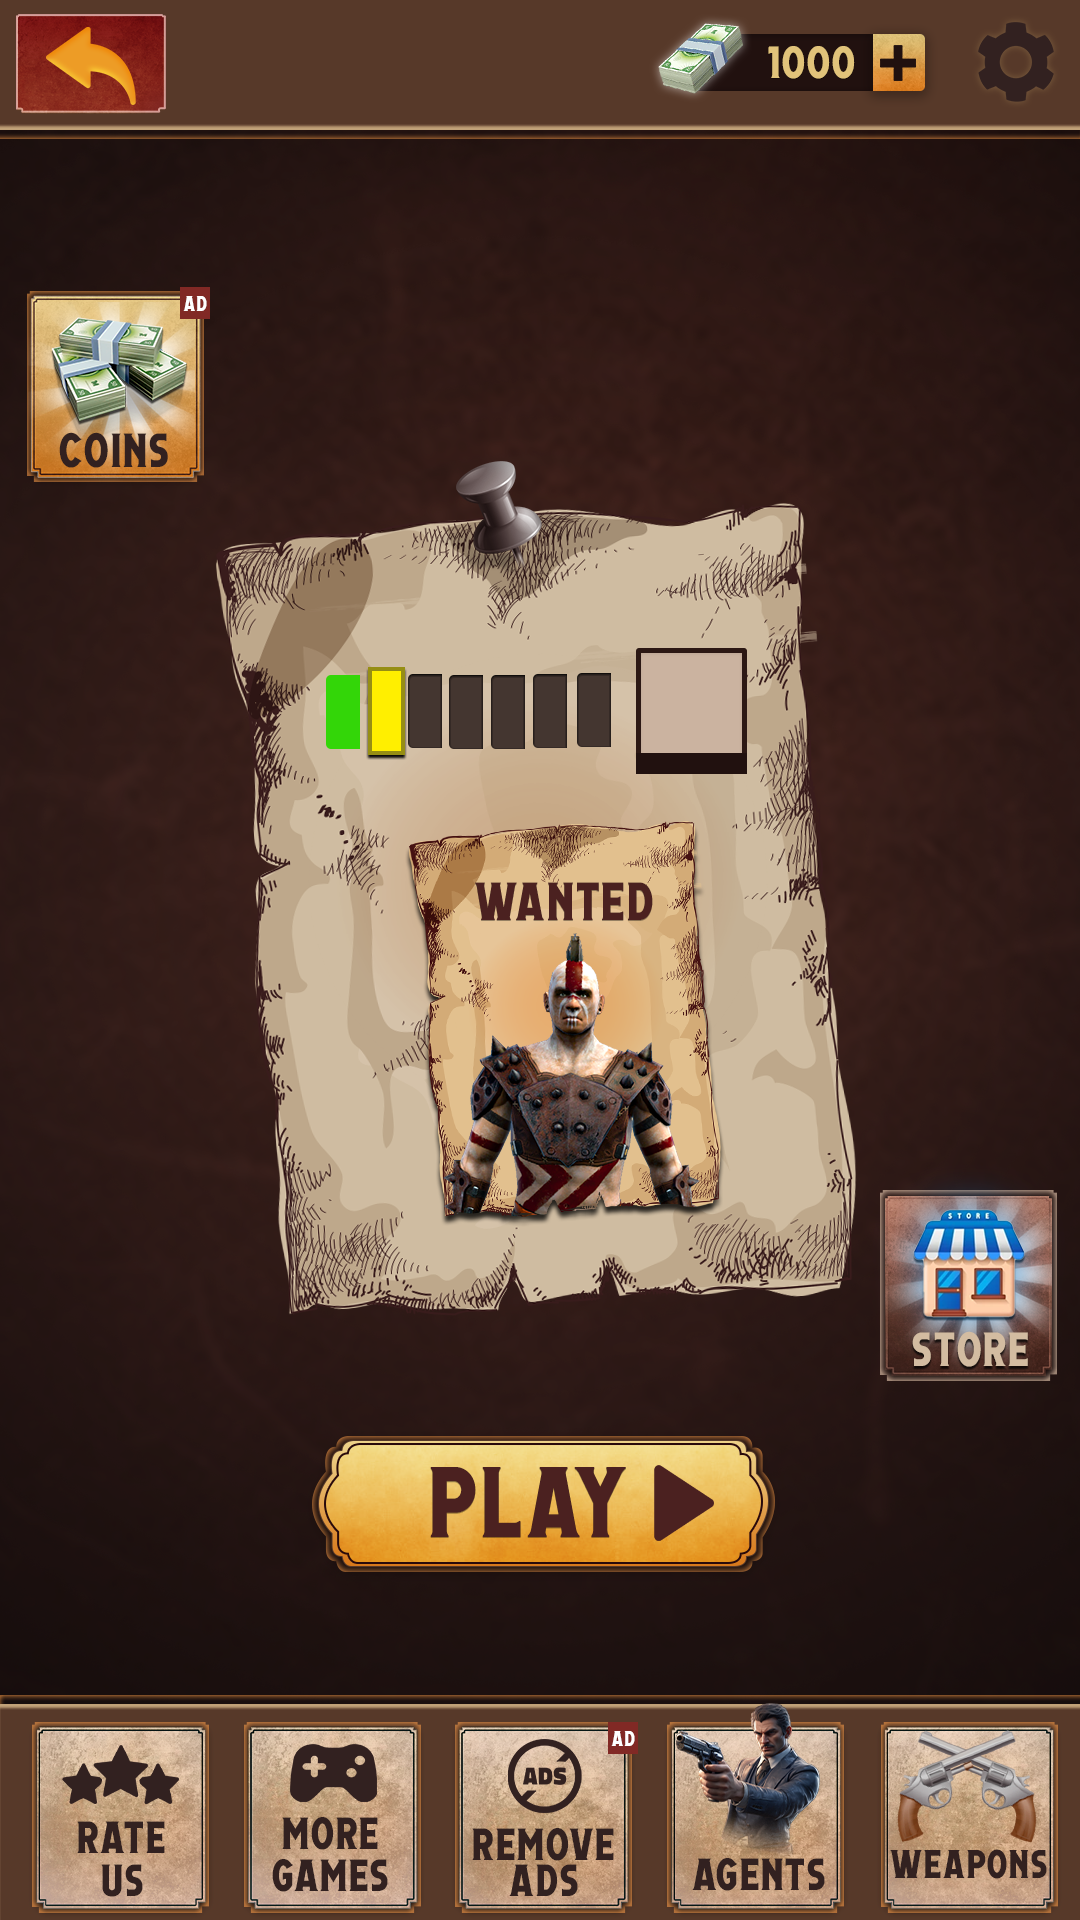 1000
AD
COINS
WANTED
STORE
STORE
PLAY
RATE
US
MORE
GAMES
AD
ADS
REMOVE
ADS
AGENTS
WEAPONS